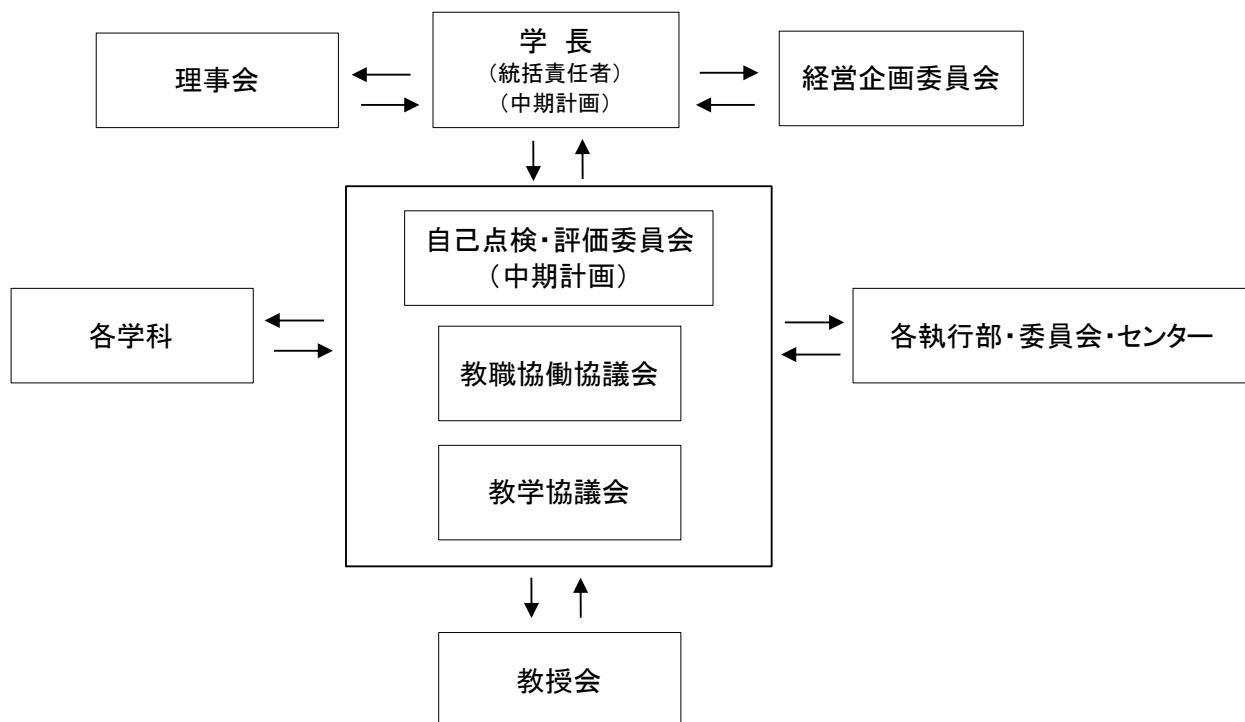 学 長
(統括責任者)
(中期計画)
理事会
経営企画委員会
自己点検・評価委員会
(中期計画)
各学科
各執行部・委員会・センター
教職協働協議会
教学協議会
教授会